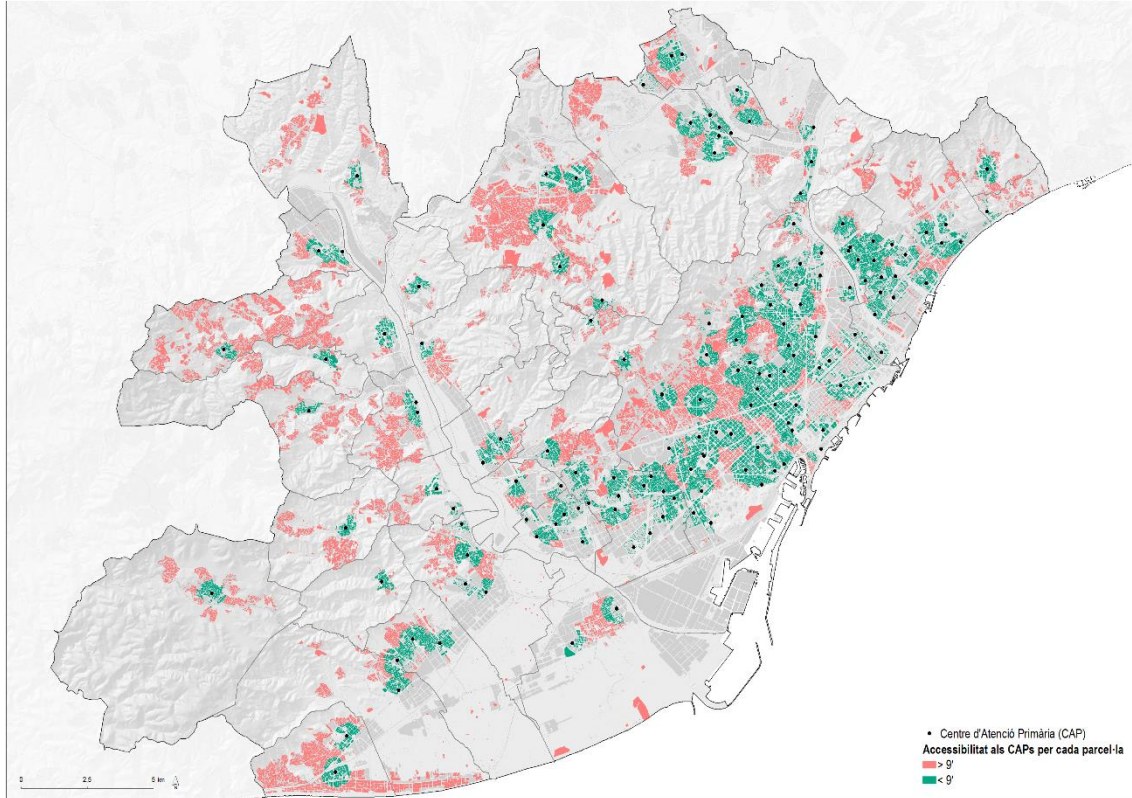 • Centre d'Atenció Primària (CAP)
Accessibilitat als CAPs per cada parcel·la
> 9'
< 9'
0 2.5 5 km